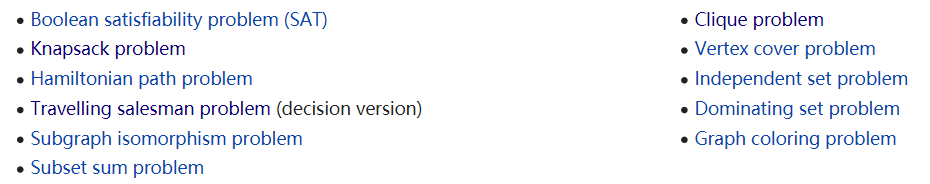 • Boolean satisfiability problem (SAT)
• Knapsack problem
• Hamiltonian path problem
• Travelling salesman problem (decision version)
• Subgraph isomorphism problem
• Subset sum problem
• Clique problem
• Vertex cover problem
• Independent set problem
• Dominating set problem
• Graph coloring problem